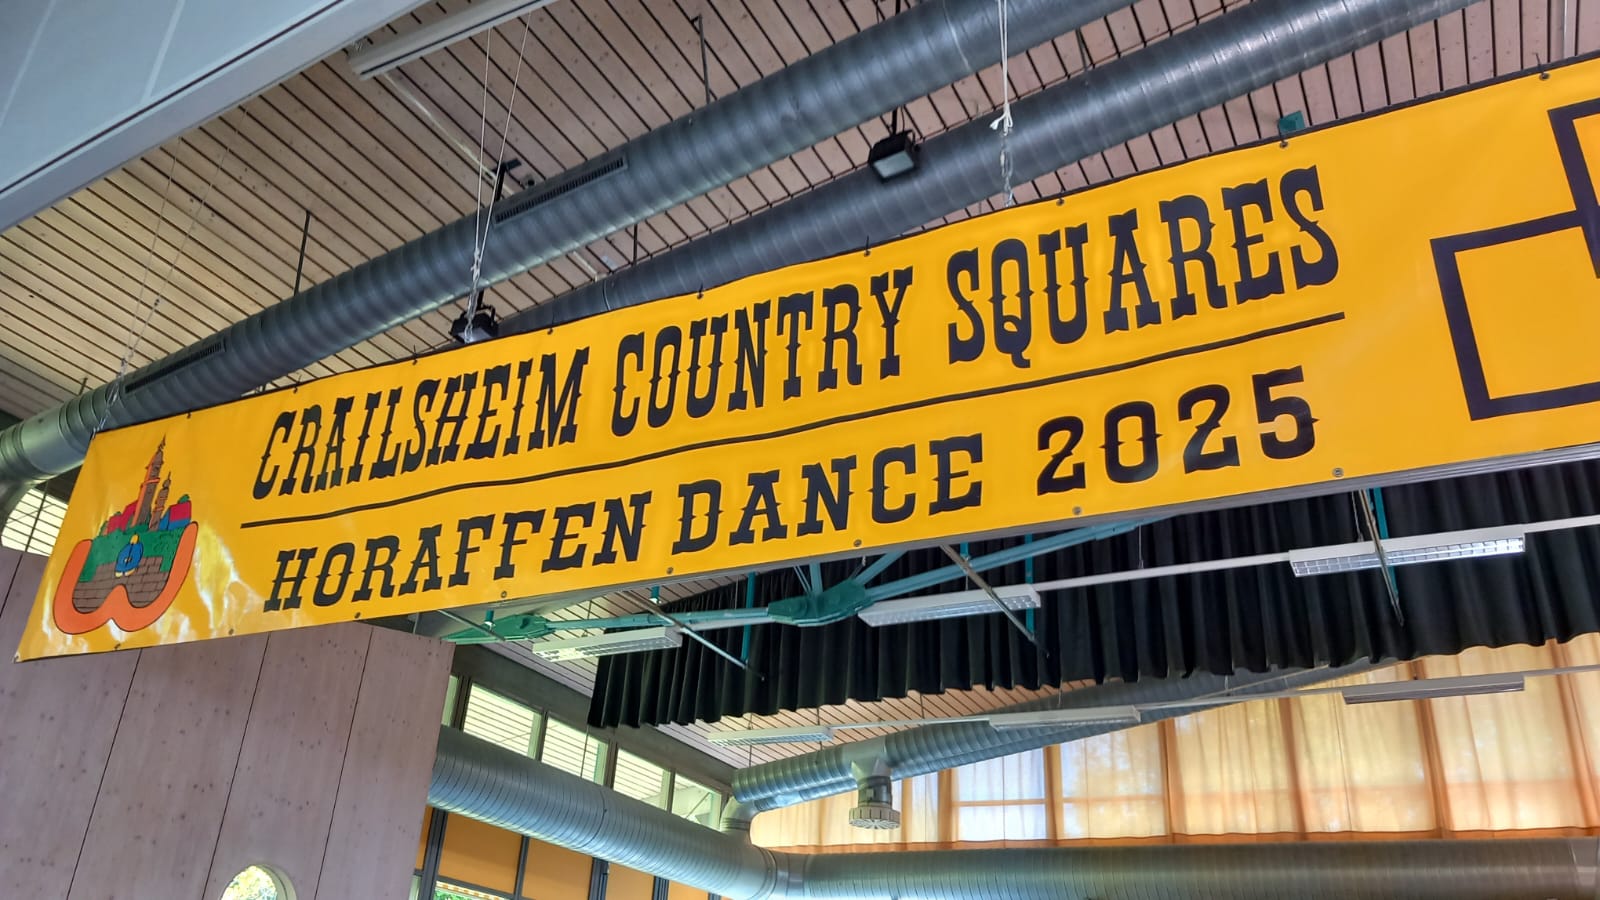 CRAILSHEIM COUNTRY SQUARES
HORAFFEN DANCE 2025